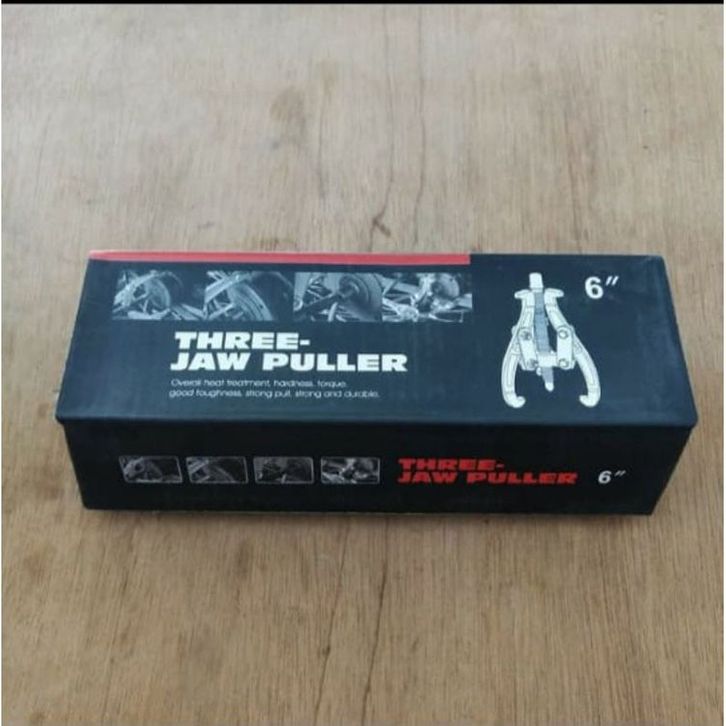 6"
THREE-
JAW PULLER
Overall heat treatment, hardness, torque,
good toughness, strong pull, strong and durable.
THREE-
JAW PULLER
6"